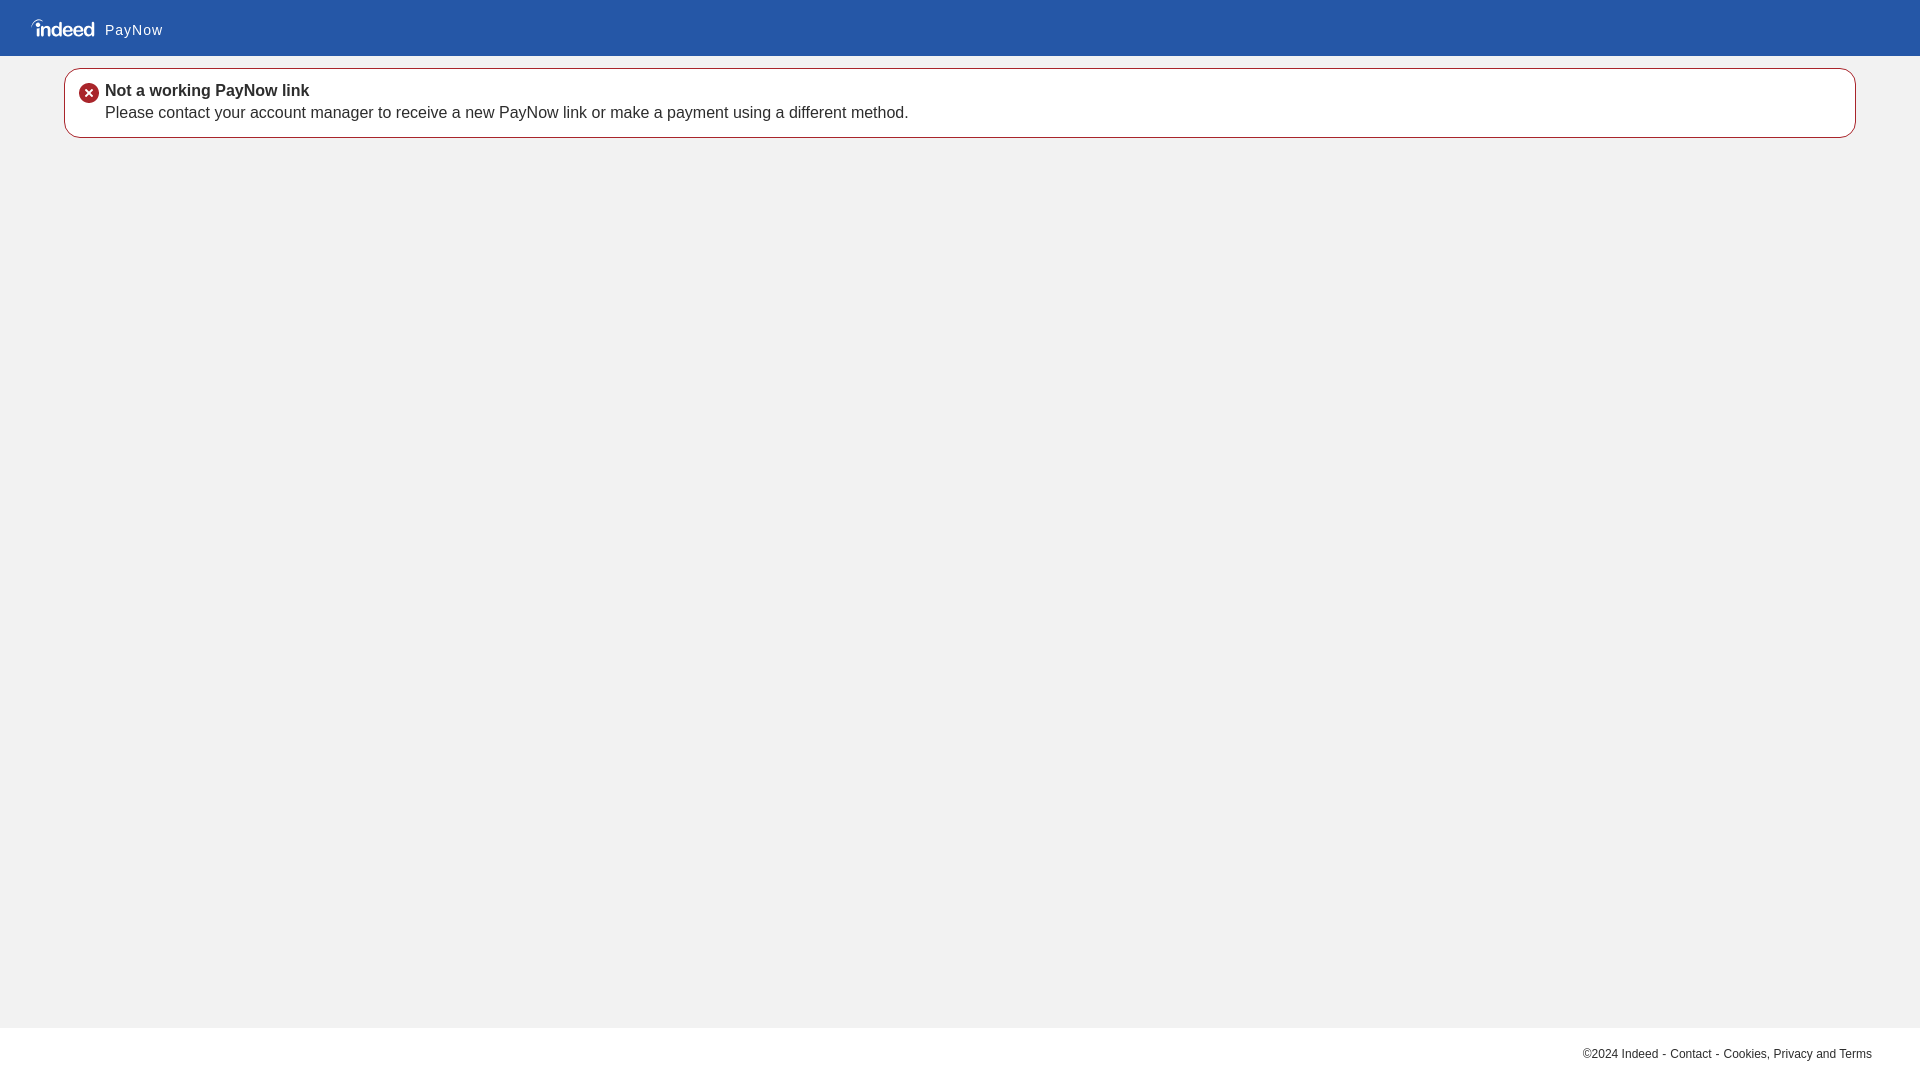 indeed PayNow
Not a working PayNow link
Please contact your account manager to receive a new PayNow link or make a payment using a different method.
©2024 Indeed - Contact - Cookies, Privacy and Terms